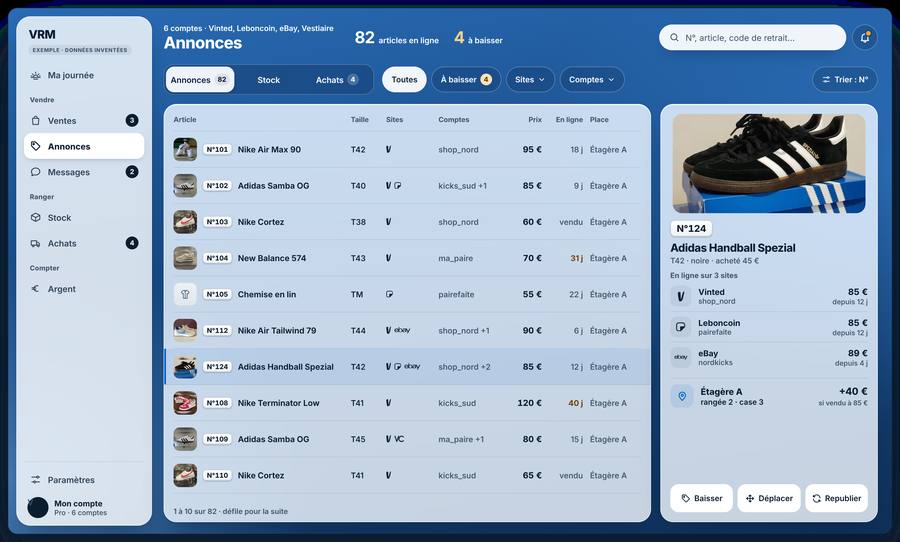 VRM
EXEMPLE · DONNÉES INVENTÉES
Ma journée
Vendre
Ventes 3
Annonces
Messages 2
Ranger
Stock
Achats 4
Compter
Argent
Paramètres
Mon compte
Pro · 6 comptes
6 comptes · Vinted, Leboncoin, eBay, Vestiaire
Annonces
82 articles en ligne 4 à baisser
N°, article, code de retrait...
Annonces 82 Stock Achats 4 Toutes À baisser 4 Sites Comptes Trier : N°
Article Taille Sites Comptes Prix En ligne Place
N°101 Nike Air Max 90 T42 shop_nord 95 € 18 j Étagère A
N°102 Adidas Samba OG T40 kicks_sud +1 85 € 9 j Étagère A
N°103 Nike Cortez T38 shop_nord 60 € vendu Étagère A
N°104 New Balance 574 T43 ma_paire 70 € 31 j Étagère A
N°105 Chemise en lin TM pairefaite 55 € 22 j Étagère A
N°112 Nike Air Tailwind 79 T44 ebay shop_nord +1 90 € 6 j Étagère A
N°124 Adidas Handball Spezial T42 ebay shop_nord +2 85 € 12 j Étagère A
N°108 Nike Terminator Low T41 kicks_sud 120 € 40 j Étagère A
N°109 Adidas Samba OG T45 VC ma_paire +1 80 € 15 j Étagère A
N°110 Nike Cortez T41 kicks_sud 65 € vendu Étagère A
1 à 10 sur 82 · défile pour la suite
N°124
Adidas Handball Spezial
T42 · noire · acheté 45 €
En ligne sur 3 sites
Vinted 85 €
shop_nord depuis 12 j
Leboncoin 85 €
pairefaite depuis 12 j
ebay eBay 89 €
nordkicks depuis 4 j
Étagère A +40 €
rangée 2 · case 3 si vendu à 85 €
Baisser Déplacer Republier